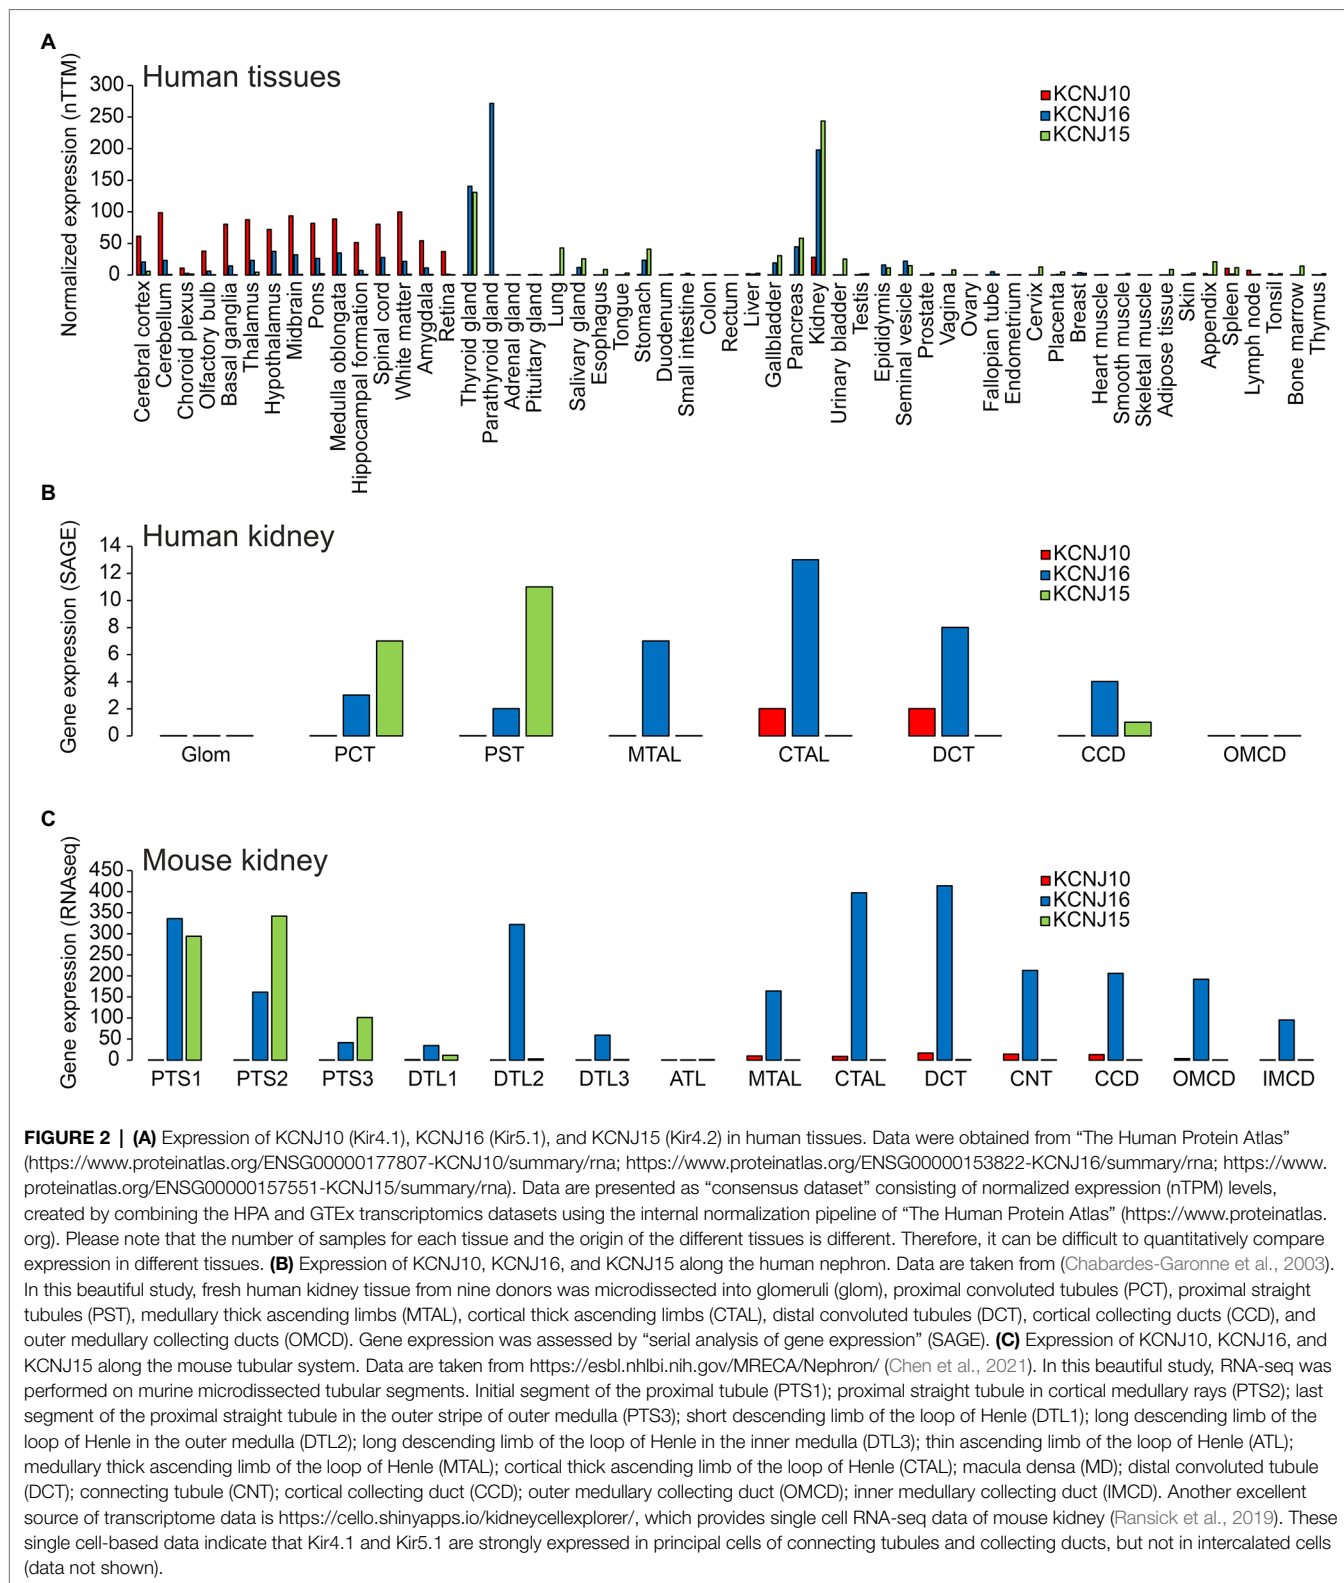 A
Human tissues
Normalized expression (nTTM)
300
250
200
150
100
50
0
KCNJ10
KCNJ16
KCNJ15
Cerebral cortex
Cerebellum
Choroid plexus
Olfactory bulb
Basal ganglia
Thalamus
Hypothalamus
Midbrain
Pons
Medulla oblongata
Hippocampal formation
Spinal cord
White matter
Amygdala
Retina
Thyroid gland
Parathyroid gland
Adrenal gland
Pituitary gland
Lung
Salivary gland
Esophagus
Tongue
Stomach
Duodenum
Small intestine
Colon
Rectum
Liver
Gallbladder
Pancreas
Kidney
Urinary bladder
Testis
Epididymis
Seminal vesicle
Prostate
Vagina
Ovary
Fallopian tube
Endometrium
Cervix
Placenta
Breast
Heart muscle
Smooth muscle
Skeletal muscle
Adipose tissue
Skin
Appendix
Spleen
Lymph node
Tonsil
Bone marrow
Thymus
B
Human kidney
Gene expression (SAGE)
14
12
10
8
6
4
2
0
KCNJ10
KCNJ16
KCNJ15
Glom PCT PST MTAL CTAL DCT CCD OMCD
C
Mouse kidney
Gene expression (RNAseq)
450
400
350
300
250
200
150
100
50
0
KCNJ10
KCNJ16
KCNJ15
PTS1 PTS2 PTS3 DTL1 DTL2 DTL3 ATL MTAL CTAL DCT CNT CCD OMCD IMCD
FIGURE 2 | (A) Expression of KCNJ10 (Kir4.1), KCNJ16 (Kir5.1), and KCNJ15 (Kir4.2) in human tissues. Data were obtained from “The Human Protein Atlas”
(https://www.proteinatlas.org/ENSG00000177807-KCNJ10/summary/rna; https://www.proteinatlas.org/ENSG00000153822-KCNJ16/summary/rna; https://www.
proteinatlas.org/ENSG00000157551-KCNJ15/summary/rna). Data are presented as “consensus dataset” consisting of normalized expression (nTPM) levels,
created by combining the HPA and GTEx transcriptomics datasets using the internal normalization pipeline of “The Human Protein Atlas” (https://www.proteinatlas.
org). Please note that the number of samples for each tissue and the origin of the different tissues is different. Therefore, it can be difficult to quantitatively compare
expression in different tissues. (B) Expression of KCNJ10, KCNJ16, and KCNJ15 along the human nephron. Data are taken from (Chabardes-Garonne et al., 2003).
In this beautiful study, fresh human kidney tissue from nine donors was microdissected into glomeruli (glom), proximal convoluted tubules (PCT), proximal straight
tubules (PST), medullary thick ascending limbs (MTAL), cortical thick ascending limbs (CTAL), distal convoluted tubules (DCT), cortical collecting ducts (CCD), and
outer medullary collecting ducts (OMCD). Gene expression was assessed by “serial analysis of gene expression” (SAGE). (C) Expression of KCNJ10, KCNJ16, and
KCNJ15 along the mouse tubular system. Data are taken from https://esbl.nhlbi.nih.gov/MRECA/Nephron/ (Chen et al., 2021). In this beautiful study, RNA-seq was
performed on murine microdissected tubular segments. Initial segment of the proximal tubule (PTS1); proximal straight tubule in cortical medullary rays (PTS2); last
segment of the proximal straight tubule in the outer stripe of outer medulla (PTS3); short descending limb of the loop of Henle (DTL1); long descending limb of the
loop of Henle in the outer medulla (DTL2); long descending limb of the loop of Henle in the inner medulla (DTL3); thin ascending limb of the loop of Henle (ATL);
medullary thick ascending limb of the loop of Henle (MTAL); cortical thick ascending limb of the loop of Henle (CTAL); macula densa (MD); distal convoluted tubule
(DCT); connecting tubule (CNT); cortical collecting duct (CCD); outer medullary collecting duct (OMCD); inner medullary collecting duct (IMCD). Another excellent
source of transcriptome data is https://cello.shinyapps.io/kidneycellexplorer/, which provides single cell RNA-seq data of mouse kidney (Ransick et al., 2019). These
single cell-based data indicate that Kir4.1 and Kir5.1 are strongly expressed in principal cells of connecting tubules and collecting ducts, but not in intercalated cells
(data not shown).